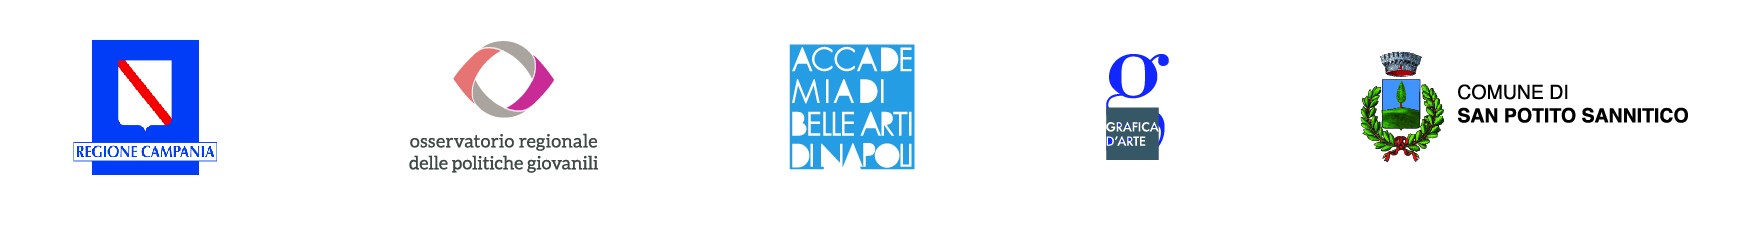 REGIONE CAMPANIA
osservatorio regionale
delle politiche giovanili
ACCADE
MIA DI
BELLE ARTI
DI NAPOLI
g
GRAFICA
D'ARTE
COMUNE DI
SAN POTITO SANNITICO